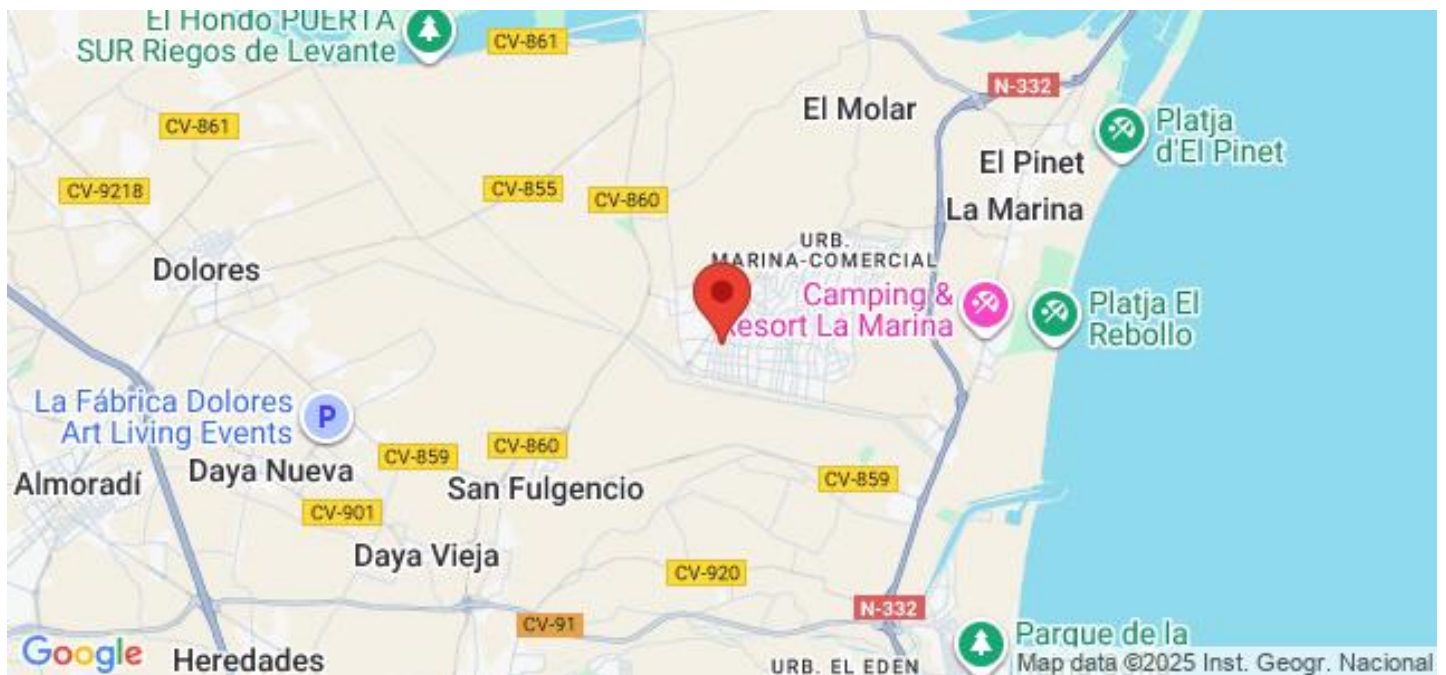 El Hondo PUERTA
SUR Riegos de Levante
CV-861
N-332
El Molar
Platja
d'El Pinet
CV-861
El Pinet
CV-9218
CV-855
CV-860
La Marina
URB.
MARINA-COMERCIAL
Dolores
Camping &
Resort La Marina
Platja El
Rebollo
La Fábrica Dolores
Art Living Events
P
CV-860
CV-859
Daya Nueva
Almoradí
San Fulgencio
CV-859
CV-901
Daya Vieja
CV-920
N-332
CV-91
Parque de la
Google
Heredades
URB. EL EDEN
Map data ©2025 Inst. Geogr. Nacional